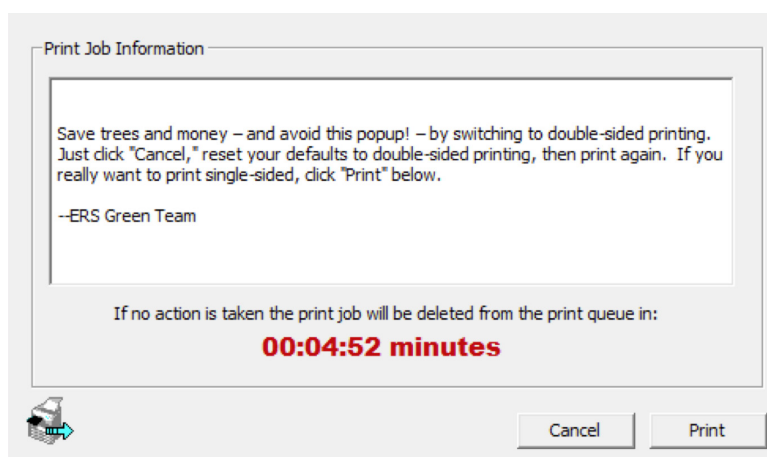 Print Job Information
Save trees and money – and avoid this popup! – by switching to double-sided printing.
Just click "Cancel," reset your defaults to double-sided printing, then print again.  If you
really want to print single-sided, click "Print" below.
--ERS Green Team
If no action is taken the print job will be deleted from the print queue in:
00:04:52 minutes
Cancel Print